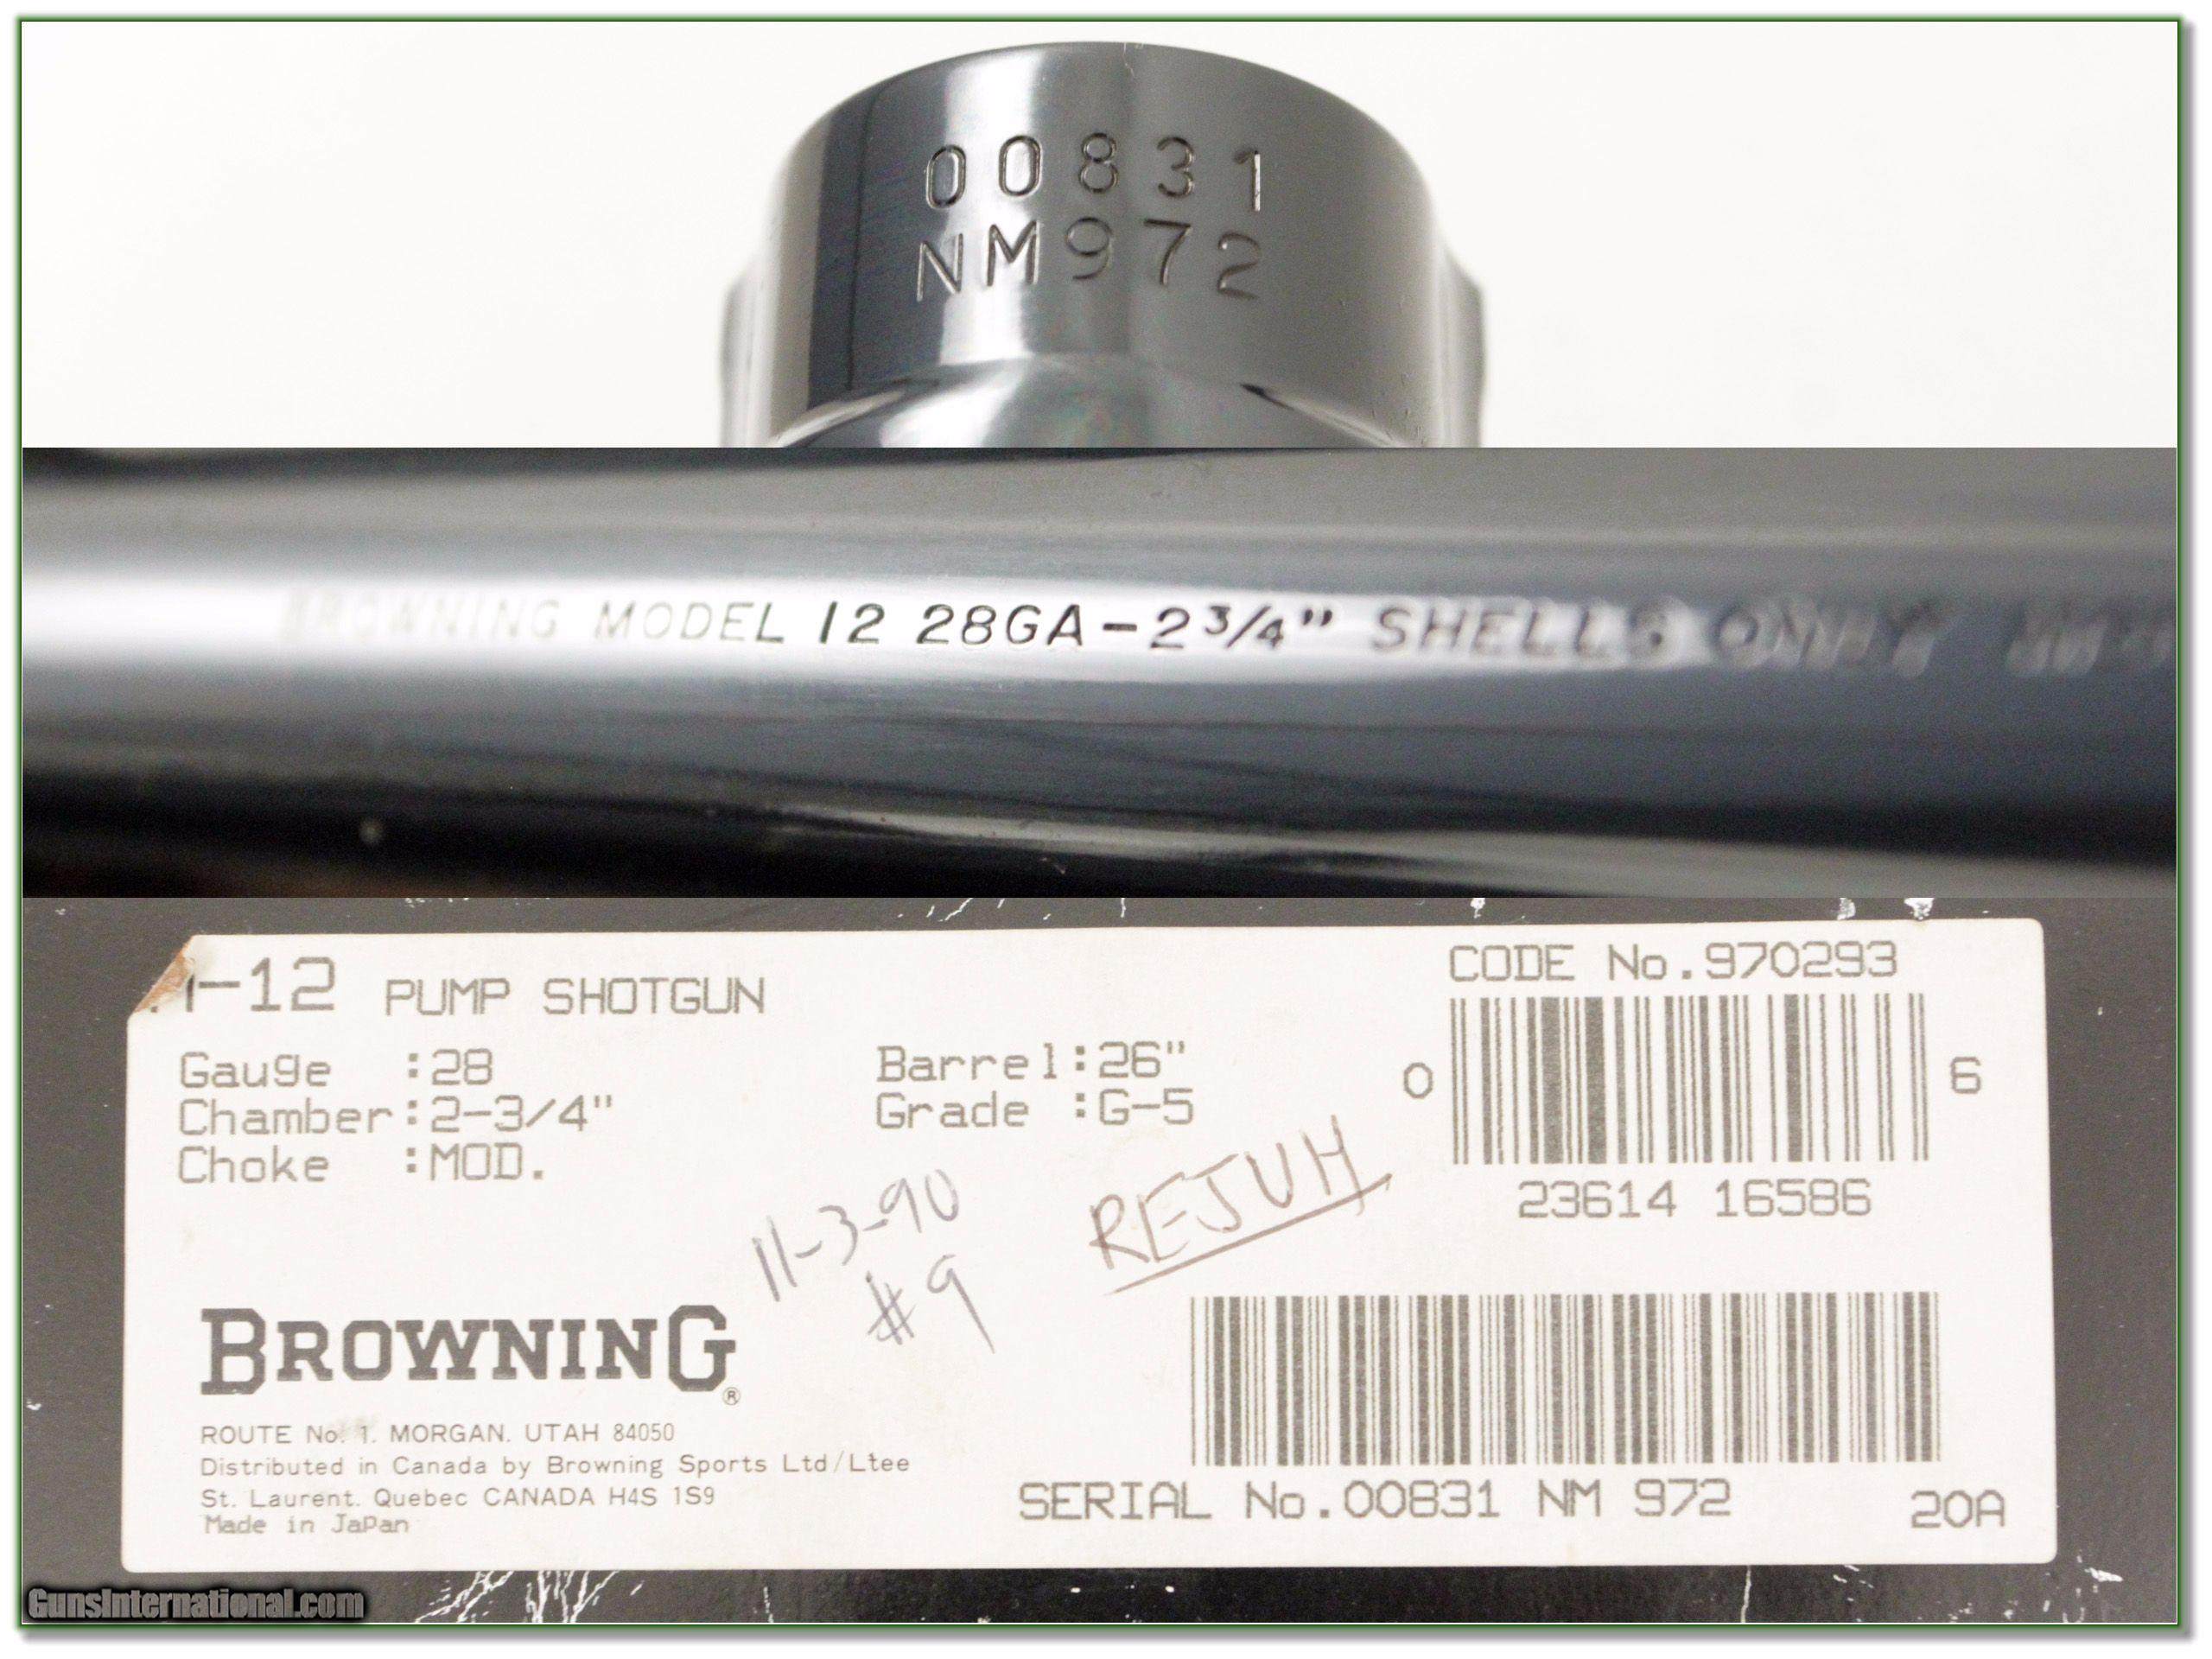 00831
NM972
BROWNING MODEL 12 28GA-2 3/4" SHELLS ONLY
-12 PUMP SHOTGUN
Gauge :28
Chamber:2-3/4"
Choke :MOD.
Barrel:26"
Grade :G-5
CODE No.970293
0 6
23614 16586
11-3-90
#9
REJUH
BROWNING®
ROUTE No. 1. MORGAN. UTAH 84050
Distributed in Canada by Browning Sports Ltd/Ltee
St. Laurent. Quebec CANADA H4S 1S9
Made in Japan
SERIAL No.00831 NM 972
20A
GunsInternational.com